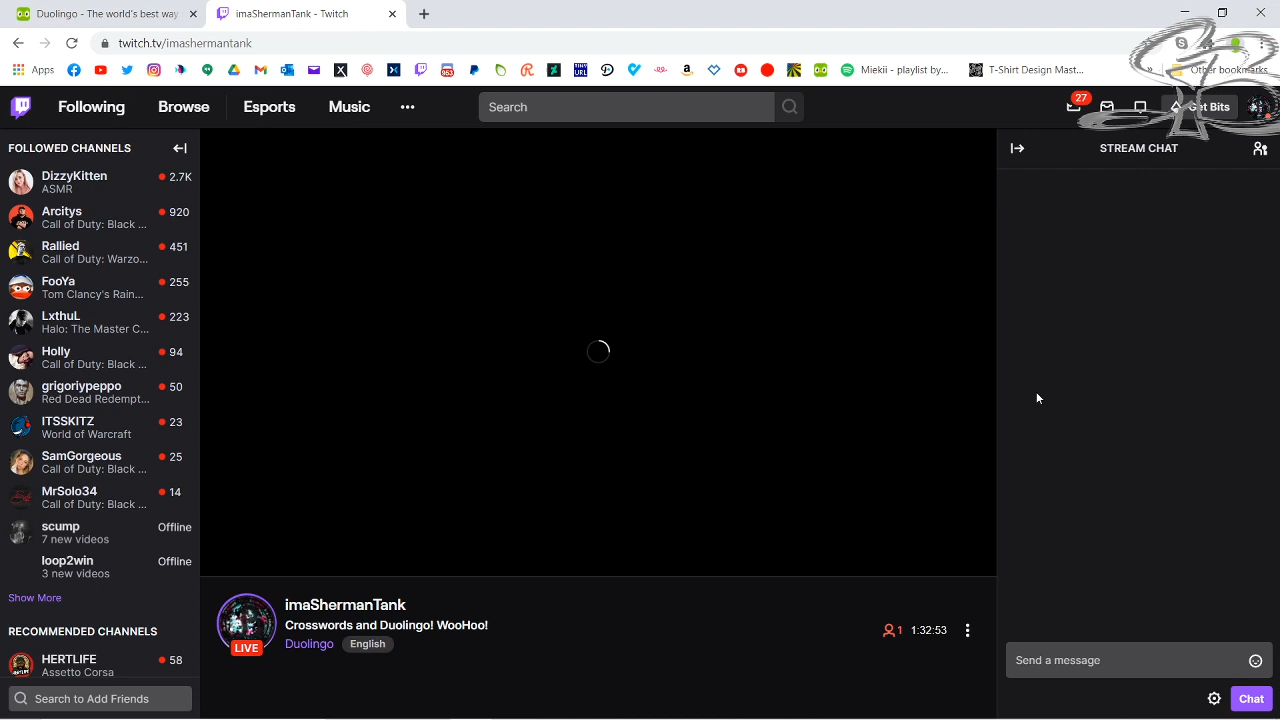 Duolingo - The world's best way
imaShermanTank - Twitch
twitch.tv/imashermantank
Apps
953
TINY
URL
Miekii - playlist by...
T-Shirt Design Mast...
»
Other bookmarks
Following
Browse
Esports
Music
Search
27
Get Bits
FOLLOWED CHANNELS
DizzyKitten
2.7K
ASMR
Arcitys
920
Call of Duty: Black ...
Rallied
451
Call of Duty: Warzo...
FooYa
255
Tom Clancy's Rain...
LxthuL
223
Halo: The Master C...
Holly
94
Call of Duty: Black ...
grigoriypeppo
50
Red Dead Redempt...
ITSSKITZ
23
World of Warcraft
SamGorgeous
25
Call of Duty: Black ...
MrSolo34
14
Call of Duty: Black ...
scump
Offline
7 new videos
loop2win
Offline
3 new videos
Show More
RECOMMENDED CHANNELS
HERTLIFE
58
Assetto Corsa
Search to Add Friends
imaShermanTank
Crosswords and Duolingo! WooHoo!
Duolingo
English
LIVE
1
1:32:53
STREAM CHAT
Send a message
Chat